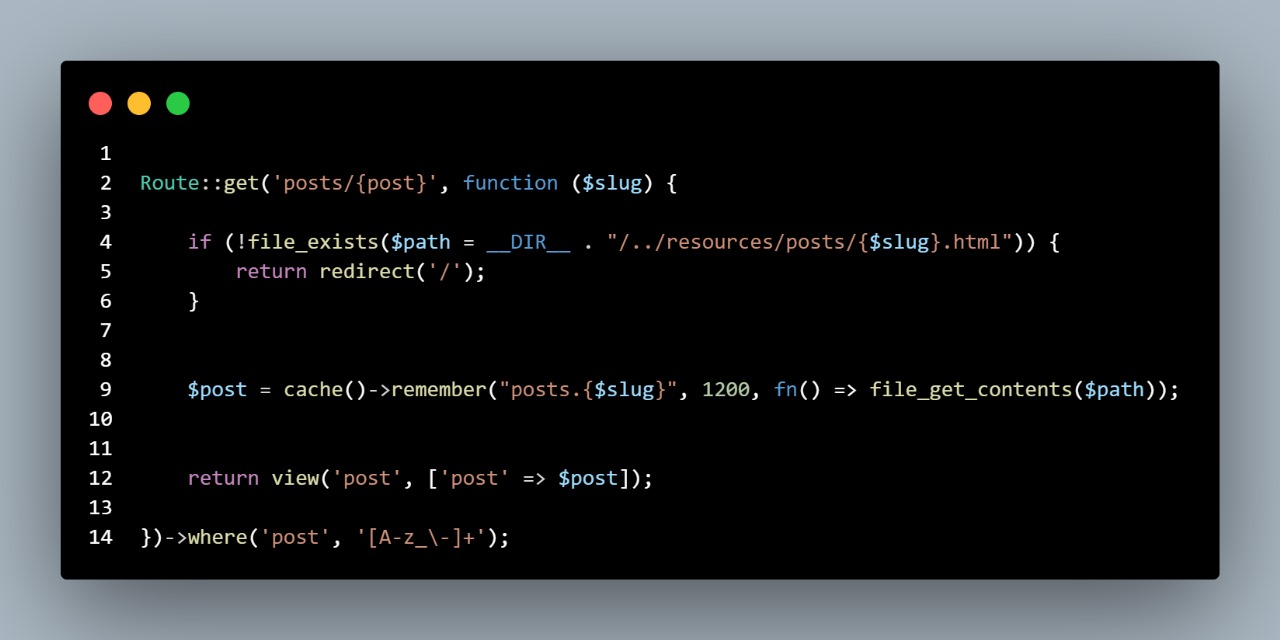 1
2 Route::get('posts/{post}', function ($slug) {
3
4     if (!file_exists($path = __DIR__ . "/../resources/posts/{$slug}.html")) {
5         return redirect('/');
6     }
7
8
9     $post = cache()->remember("posts.{$slug}", 1200, fn() => file_get_contents($path));
10
11
12     return view('post', ['post' => $post]);
13
14 })->where('post', '[A-z_\-]+');